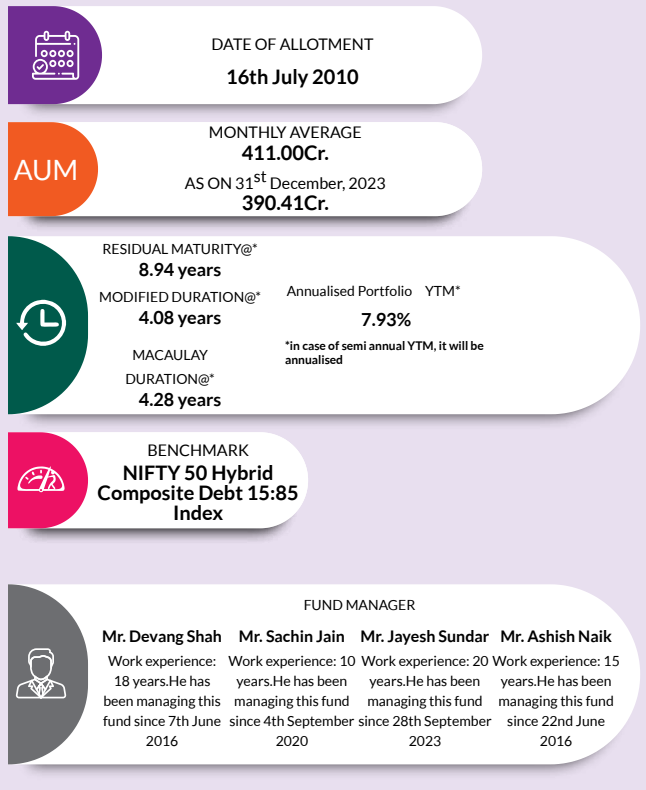 DATE OF ALLOTMENT
16th July 2010
AUM
MONTHLY AVERAGE
411.00Cr.
AS ON 31st December, 2023
390.41Cr.
RESIDUAL MATURITY@*
8.94 years
MODIFIED DURATION@*
4.08 years
MACAULAY
DURATION@*
4.28 years
Annualised Portfolio YTM*
7.93%
*in case of semi annual YTM, it will be
annualised
BENCHMARK
NIFTY 50 Hybrid
Composite Debt 15:85
Index
FUND MANAGER
Mr. Devang Shah
Work experience:
18 years.He has
been managing this
fund since 7th June
2016
Mr. Sachin Jain
Work experience: 10
years.He has been
managing this fund
since 4th September
2020
Mr. Jayesh Sundar
Work experience: 20
years.He has been
managing this fund
since 28th September
2023
Mr. Ashish Naik
Work experience: 15
years.He has been
managing this fund
since 22nd June
2016